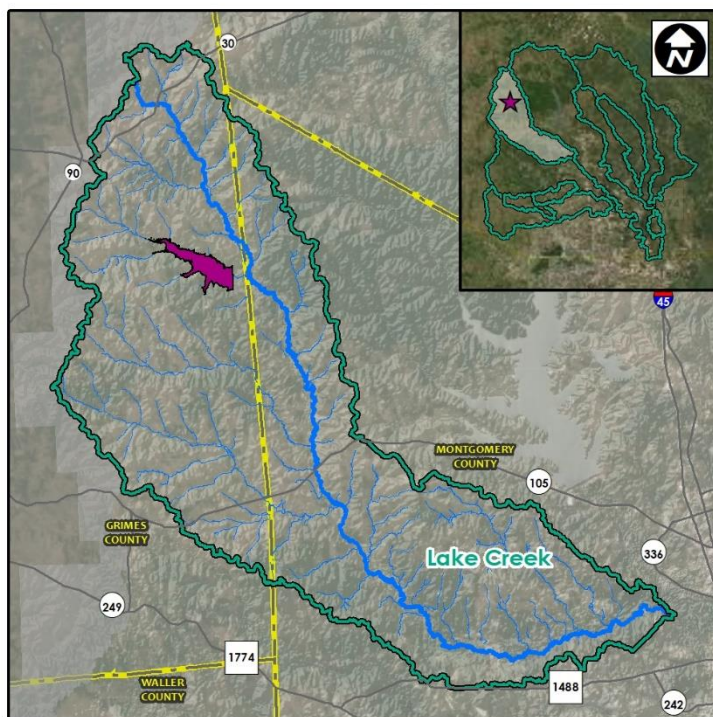 30
N
90
45
MONTGOMERY
COUNTY
105
GRIMES
COUNTY
Lake Creek
336
249
1774
WALLER
COUNTY
1488
242